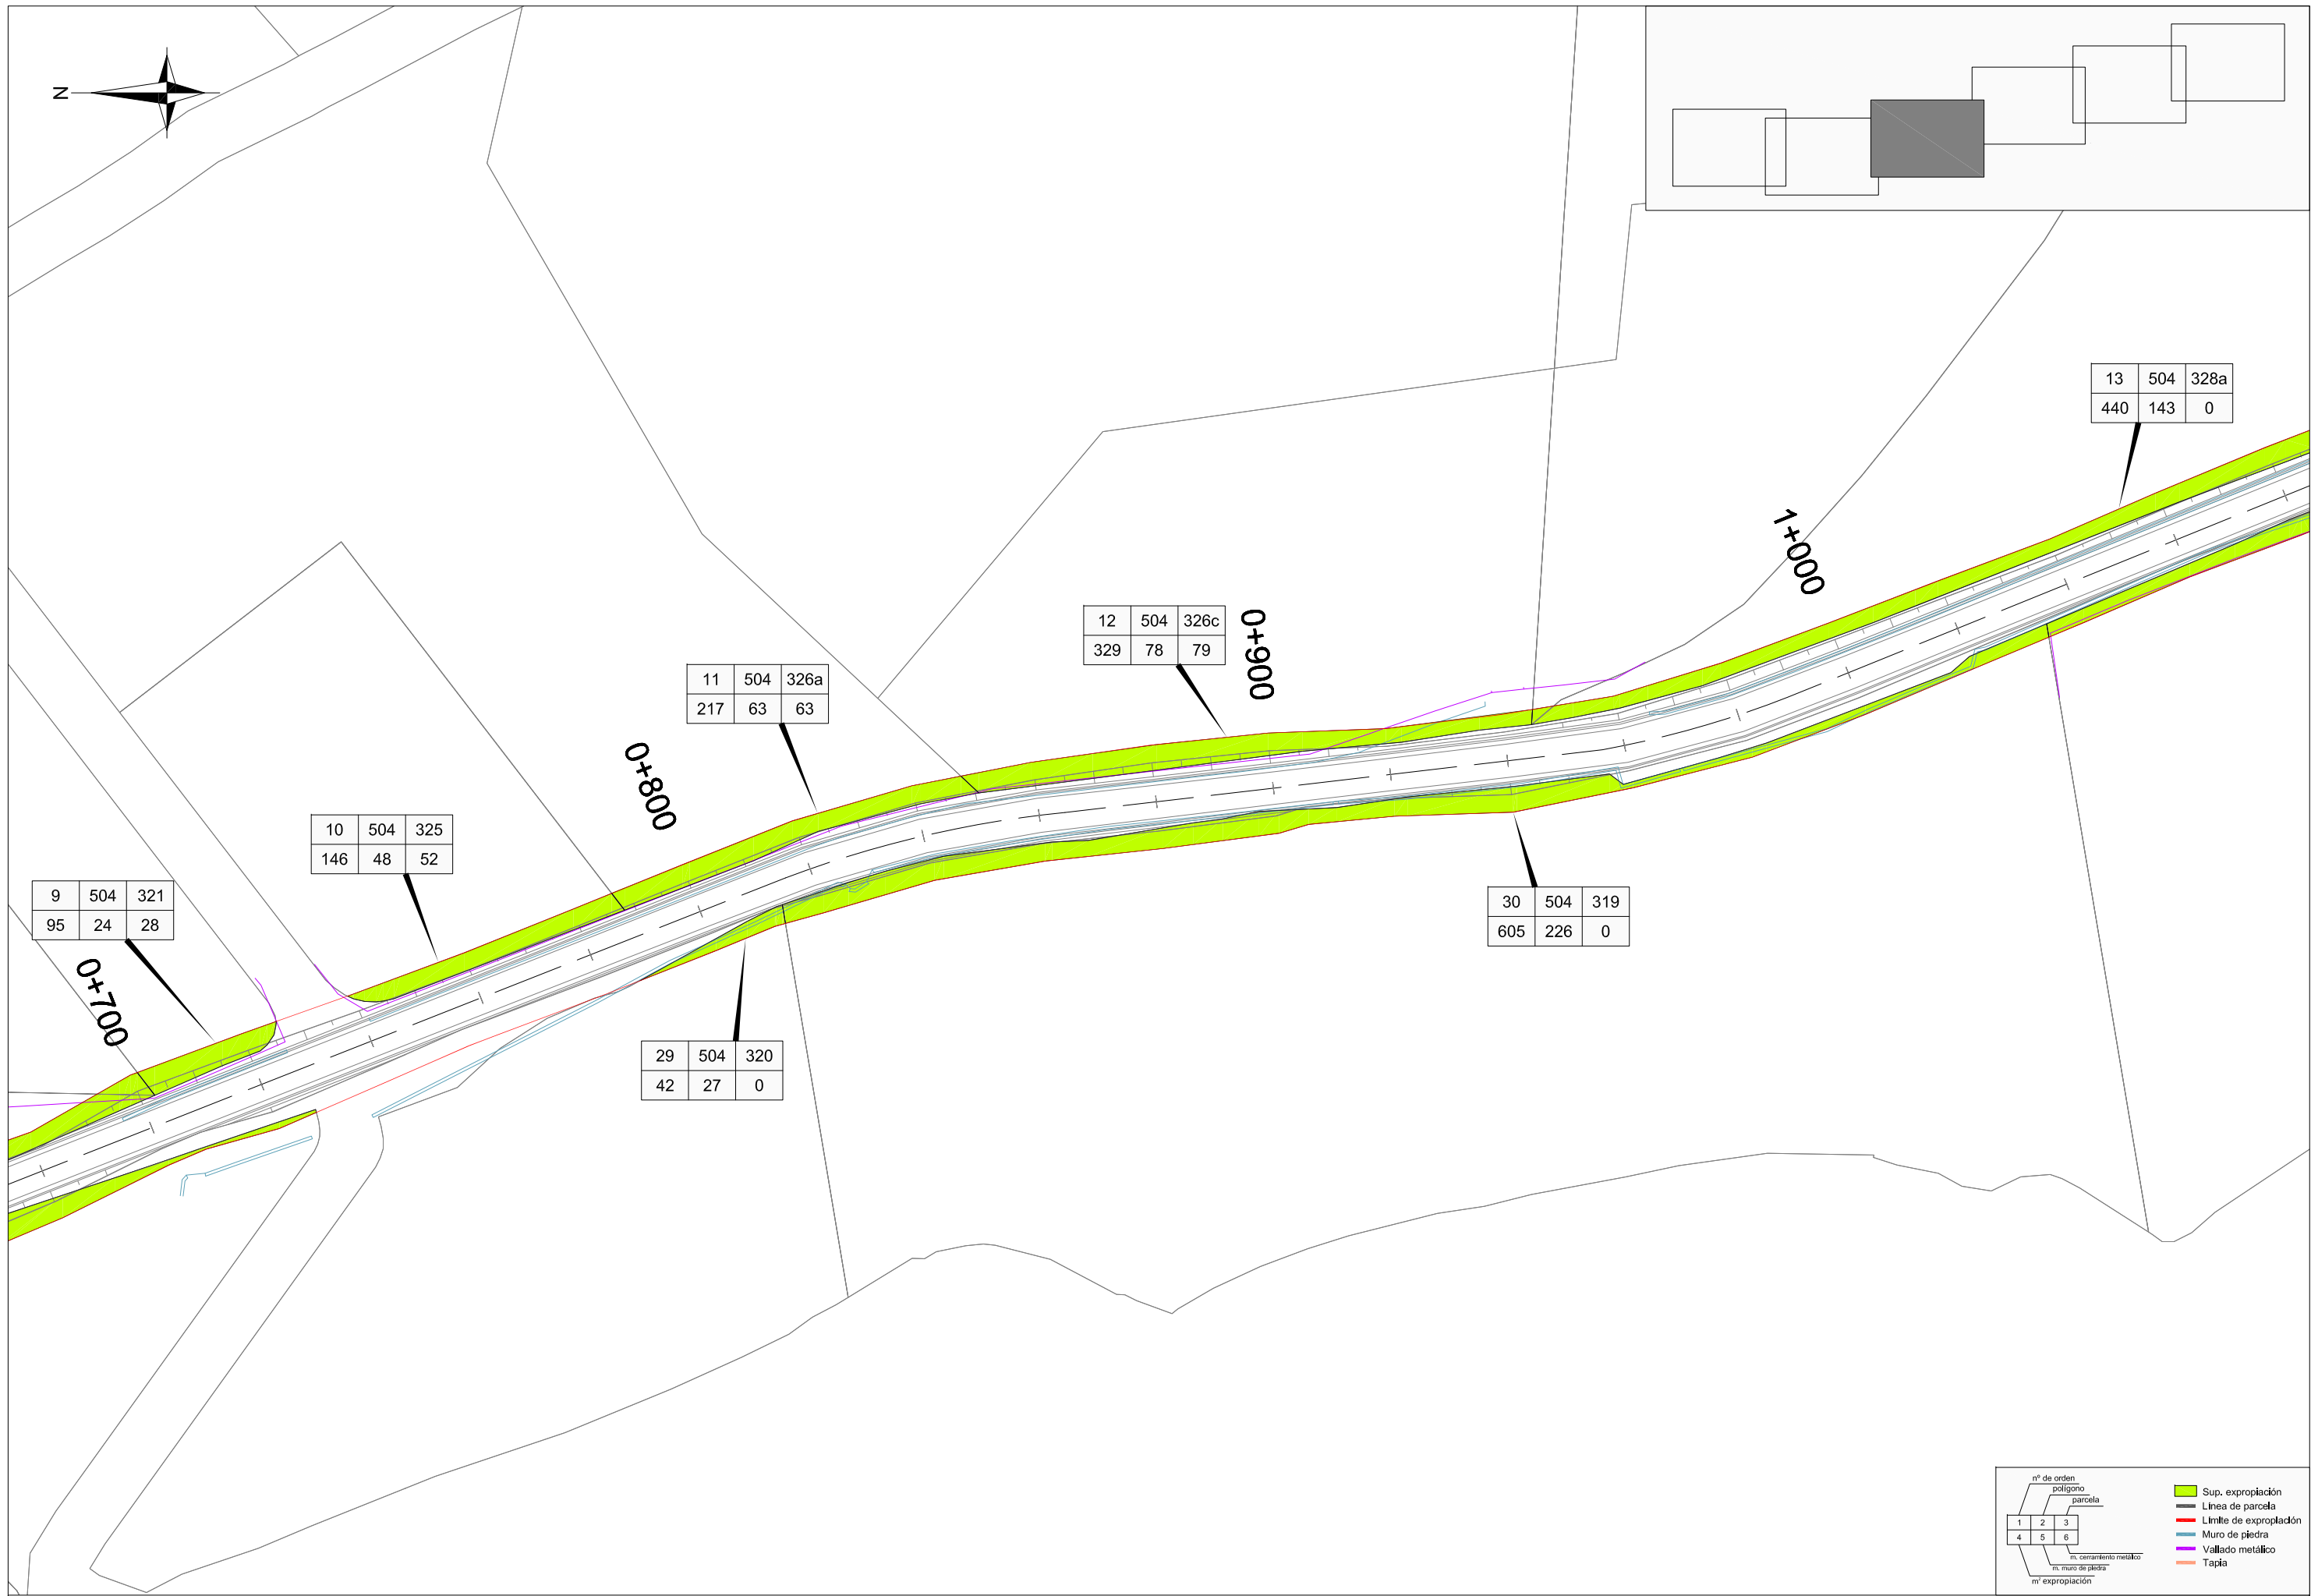 N
13 504 328a
440 143 0
1+000
12 504 326c
329 78 79
0+900
11 504 326a
217 63 63
0+800
10 504 325
146 48 52
9 504 321
95 24 28
0+700
30 504 319
605 226 0
29 504 320
42 27 0
nº de orden
polígono
parcela
1 2 3
4 5 6
m. cerramiento metálico
m. muro de piedra
m² expropiación
Sup. expropiación
Línea de parcela
Límite de expropiación
Muro de piedra
Vallado metálico
Tapia